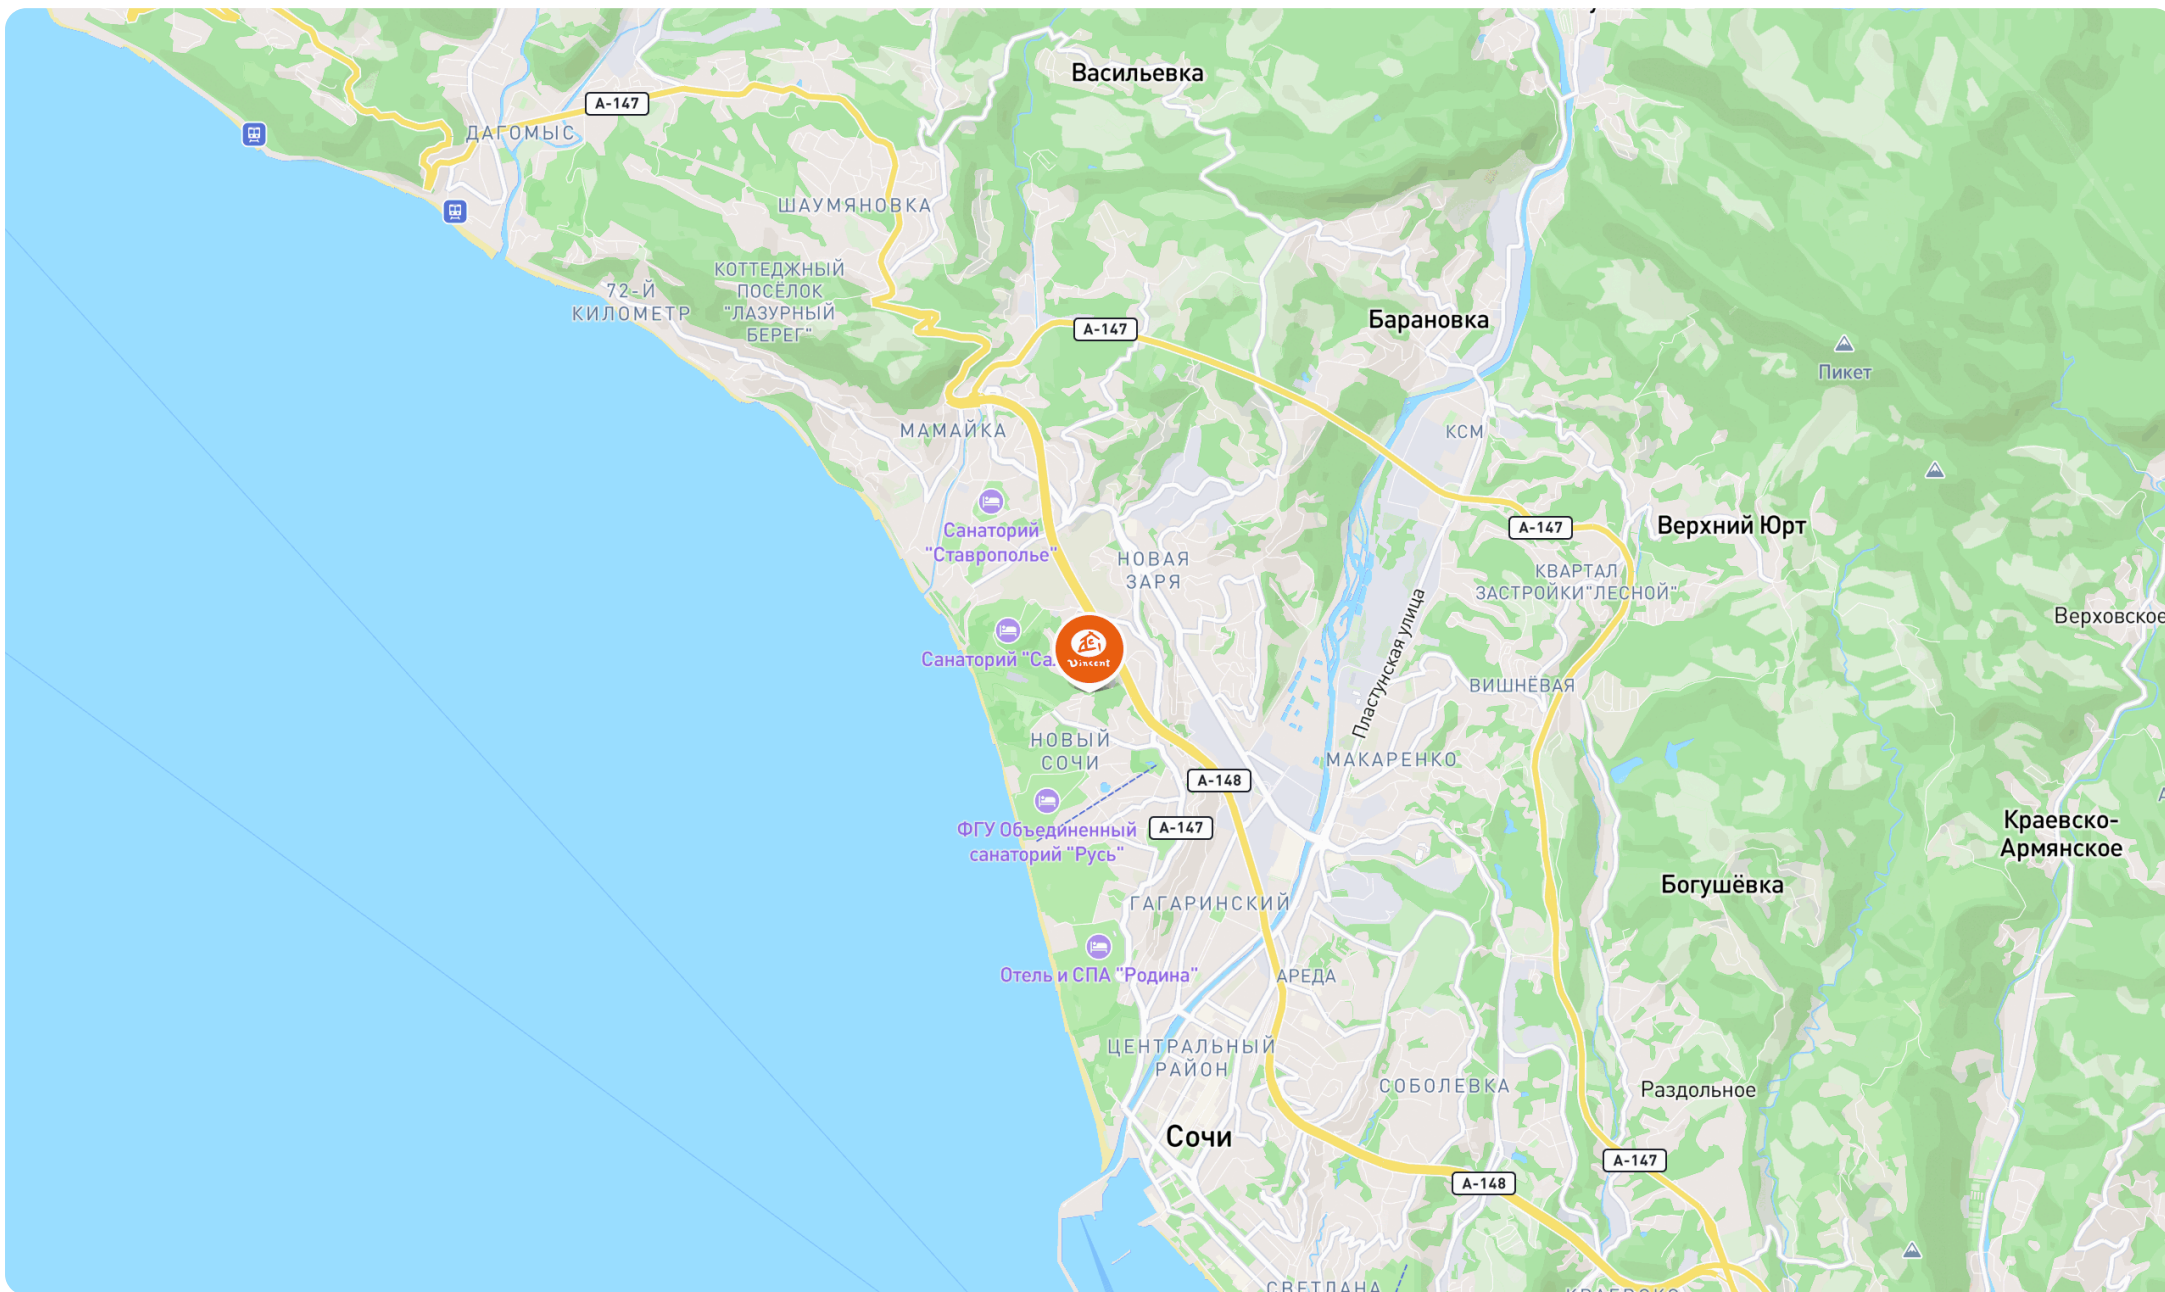 Васильевка
А-147
ДАГОМЫС
ШАУМЯНОВКА
КОТТЕДЖНЫЙ
ПОСЁЛОК
"ЛАЗУРНЫЙ
БЕРЕГ"
72-Й
КИЛОМЕТР
А-147
Барановка
Пикет
МАМАЙКА
КСМ
Санаторий
"Ставрополье"
А-147
Верхний Юрт
НОВАЯ
ЗАРЯ
КВАРТАЛ
ЗАСТРОЙКИ"ЛЕСНОЙ"
Верховское
Пластунская улица
Vincent
Санаторий
ВИШНЁВАЯ
НОВЫЙ
СОЧИ
МАКАРЕНКО
А-148
А-147
ФГУ Объединенный
санаторий "Русь"
Краевско-
Армянское
Богушёвка
ГАГАРИНСКИЙ
Отель и СПА "Родина"
АРЕДА
ЦЕНТРАЛЬНЫЙ
РАЙОН
СОБОЛЕВКА
Раздольное
Сочи
А-147
А-148
СВЕТЛАНА